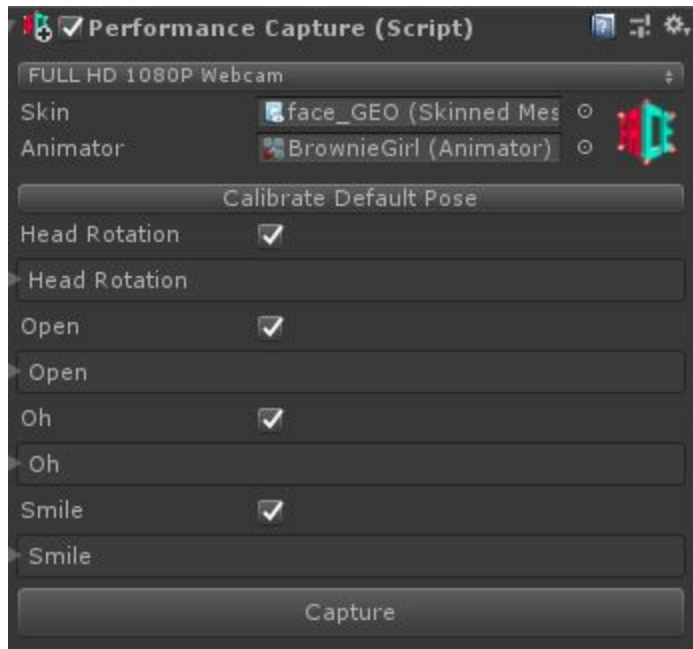 Performance Capture (Script)
FULL HD 1080P Webcam
Skin face_GEO (Skinned Mes
Animator BrownieGirl (Animator)
Calibrate Default Pose
Head Rotation
Head Rotation
Open
Open
Oh
Oh
Smile
Smile
Capture